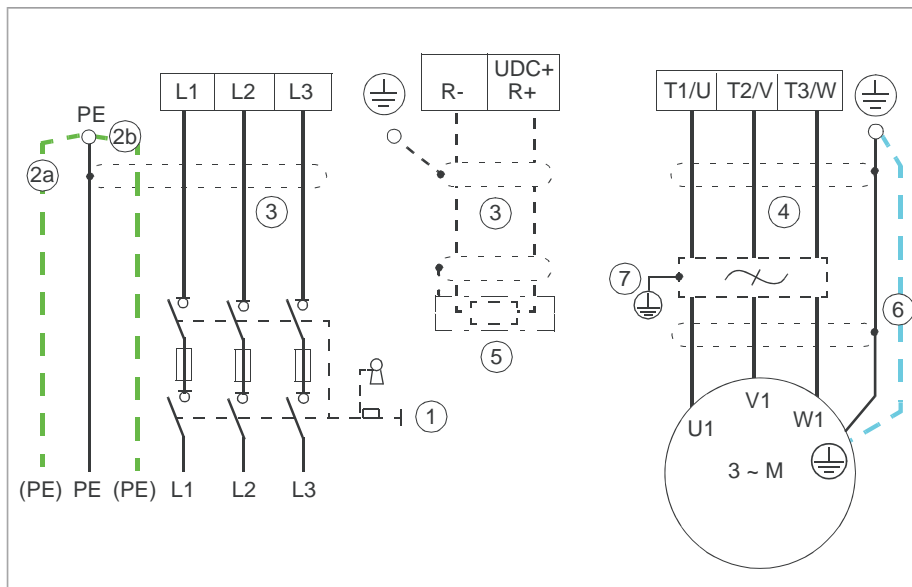 L1 L2 L3
R- UDC+ R+
T1/U T2/V T3/W
PE
2b
2a
3
3
4
7
6
5
1
U1 V1 W1
3 ~ M
(PE) PE (PE) L1 L2 L3